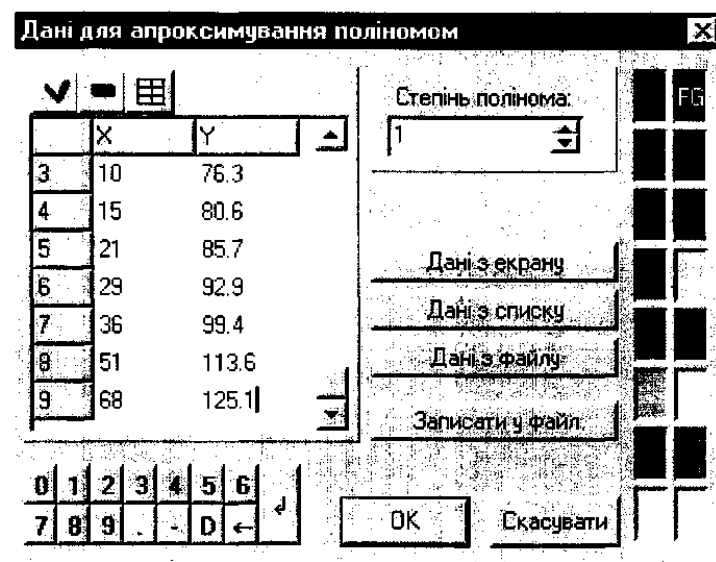 Дані для апроксимування поліномом
Степінь полінома:
1
FG
X Y
3 10 76.3
4 15 80.6
5 21 85.7
6 29 92.9
7 36 99.4
8 51 113.6
9 68 125.1
Дані з екрану
Дані з списку
Дані з файлу
Записати у файл
0 1 2 3 4 5 6
7 8 9 . - D ←
OK
Скасувати